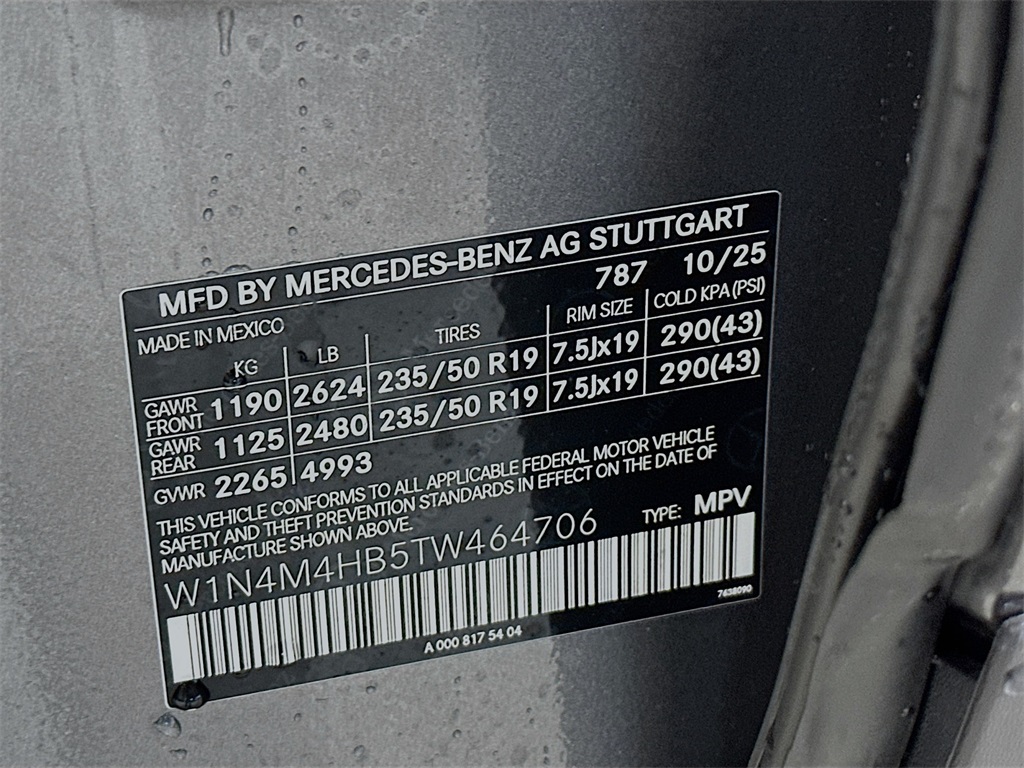 MFD BY MERCEDES-BENZ AG STUTTGART
MADE IN MEXICO 787 10/25
KG LB TIRES RIM SIZE COLD KPA (PSI)
GAWR FRONT 1190 2624 235/50 R19 7.5Jx19 290(43)
GAWR REAR 1125 2480 235/50 R19 7.5Jx19 290(43)
GVWR 2265 4993
THIS VEHICLE CONFORMS TO ALL APPLICABLE FEDERAL MOTOR VEHICLE
SAFETY AND THEFT PREVENTION STANDARDS IN EFFECT ON THE DATE OF
MANUFACTURE SHOWN ABOVE.
W1N4M4HB5TW464706 TYPE: MPV
7638090
A 000 817 54 04